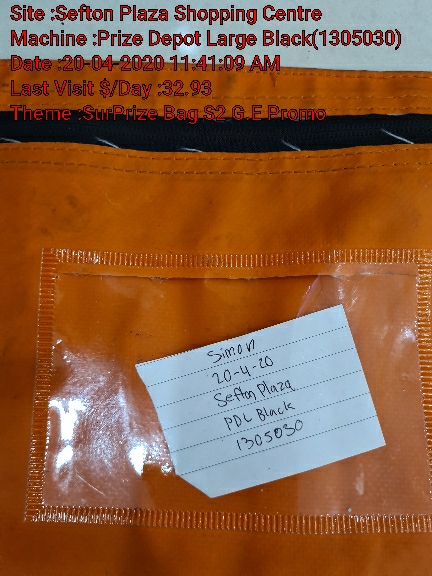 Site :Sefton Plaza Shopping Centre
Machine :Prize Depot Large Black(1305030)
Date :20-04-2020 11:41:09 AM
Last Visit $/Day :32.93
Theme :SurPrize Bag $2 G.E Promo
Simon
20-4-20
Sefton Plaza
PDL Black
1305030